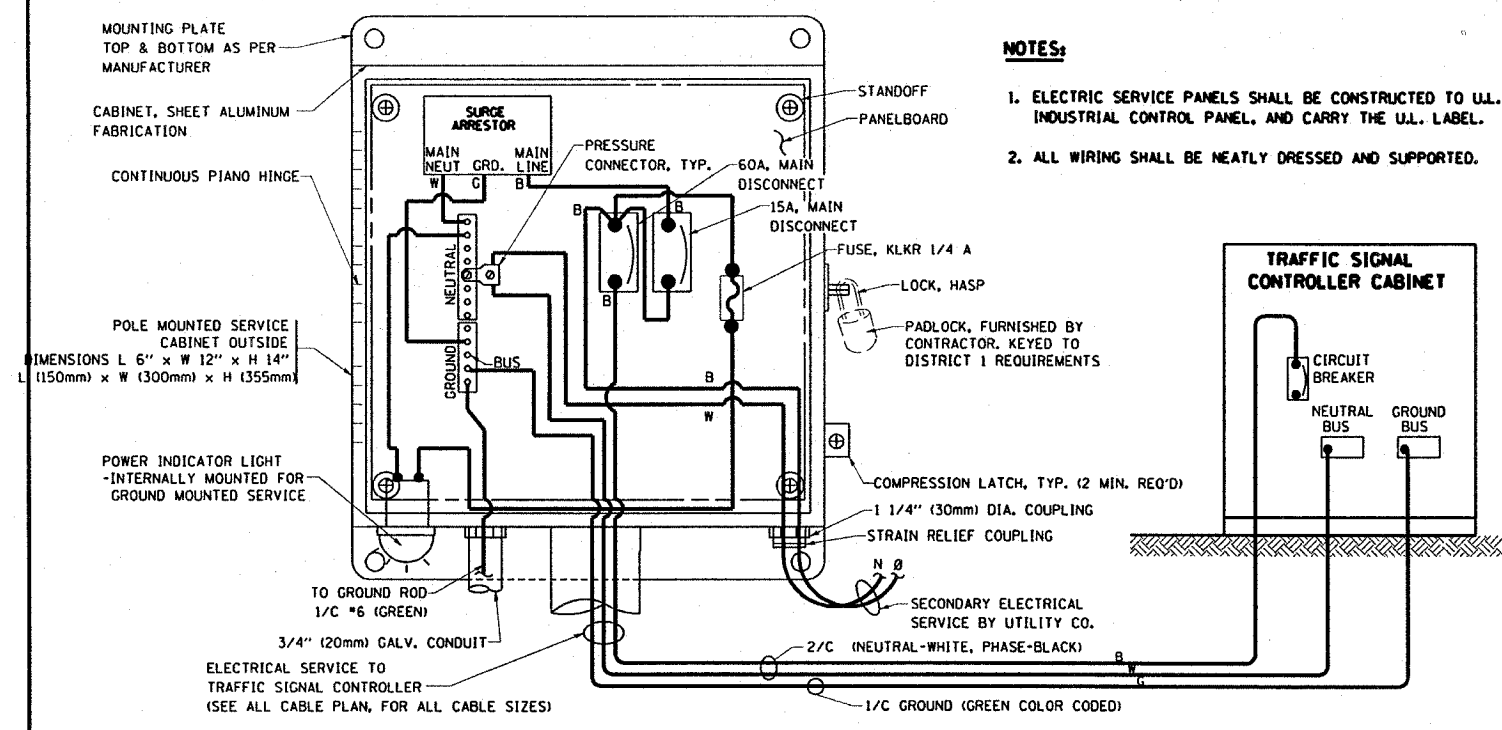 MOUNTING PLATE
TOP & BOTTOM AS PER
MANUFACTURER
CABINET, SHEET ALUMINUM
FABRICATION
CONTINUOUS PIANO HINGE
POLE MOUNTED SERVICE
CABINET OUTSIDE
DIMENSIONS L 6" x W 12" x H 14"
L (150mm) x W (300mm) x H (355mm)
POWER INDICATOR LIGHT
-INTERNALLY MOUNTED FOR
GROUND MOUNTED SERVICE
SURGE
ARRESTOR
MAIN
NEUT
GRD.
MAIN
LINE
W
G
B
PRESSURE
CONNECTOR, TYP.
60A, MAIN
DISCONNECT
15A, MAIN
DISCONNECT
B
B
B
NEUTRAL
GROUND
BUS
FUSE, KLKR 1/4 A
STANDOFF
PANELBOARD
LOCK, HASP
PADLOCK, FURNISHED BY
CONTRACTOR. KEYED TO
DISTRICT 1 REQUIREMENTS
B
W
COMPRESSION LATCH, TYP. (2 MIN. REQ'D)
1 1/4" (30mm) DIA. COUPLING
STRAIN RELIEF COUPLING
N Ø
SECONDARY ELECTRICAL
SERVICE BY UTILITY CO.
TO GROUND ROD
1/C #6 (GREEN)
3/4" (20mm) GALV. CONDUIT
ELECTRICAL SERVICE TO
TRAFFIC SIGNAL CONTROLLER
(SEE ALL CABLE PLAN, FOR ALL CABLE SIZES)
2/C (NEUTRAL-WHITE, PHASE-BLACK)
B
W
G
1/C GROUND (GREEN COLOR CODED)
NOTES:
1. ELECTRIC SERVICE PANELS SHALL BE CONSTRUCTED TO U.L.
INDUSTRIAL CONTROL PANEL, AND CARRY THE U.L. LABEL.
2. ALL WIRING SHALL BE NEATLY DRESSED AND SUPPORTED.
TRAFFIC SIGNAL
CONTROLLER CABINET
CIRCUIT
BREAKER
NEUTRAL
BUS
GROUND
BUS